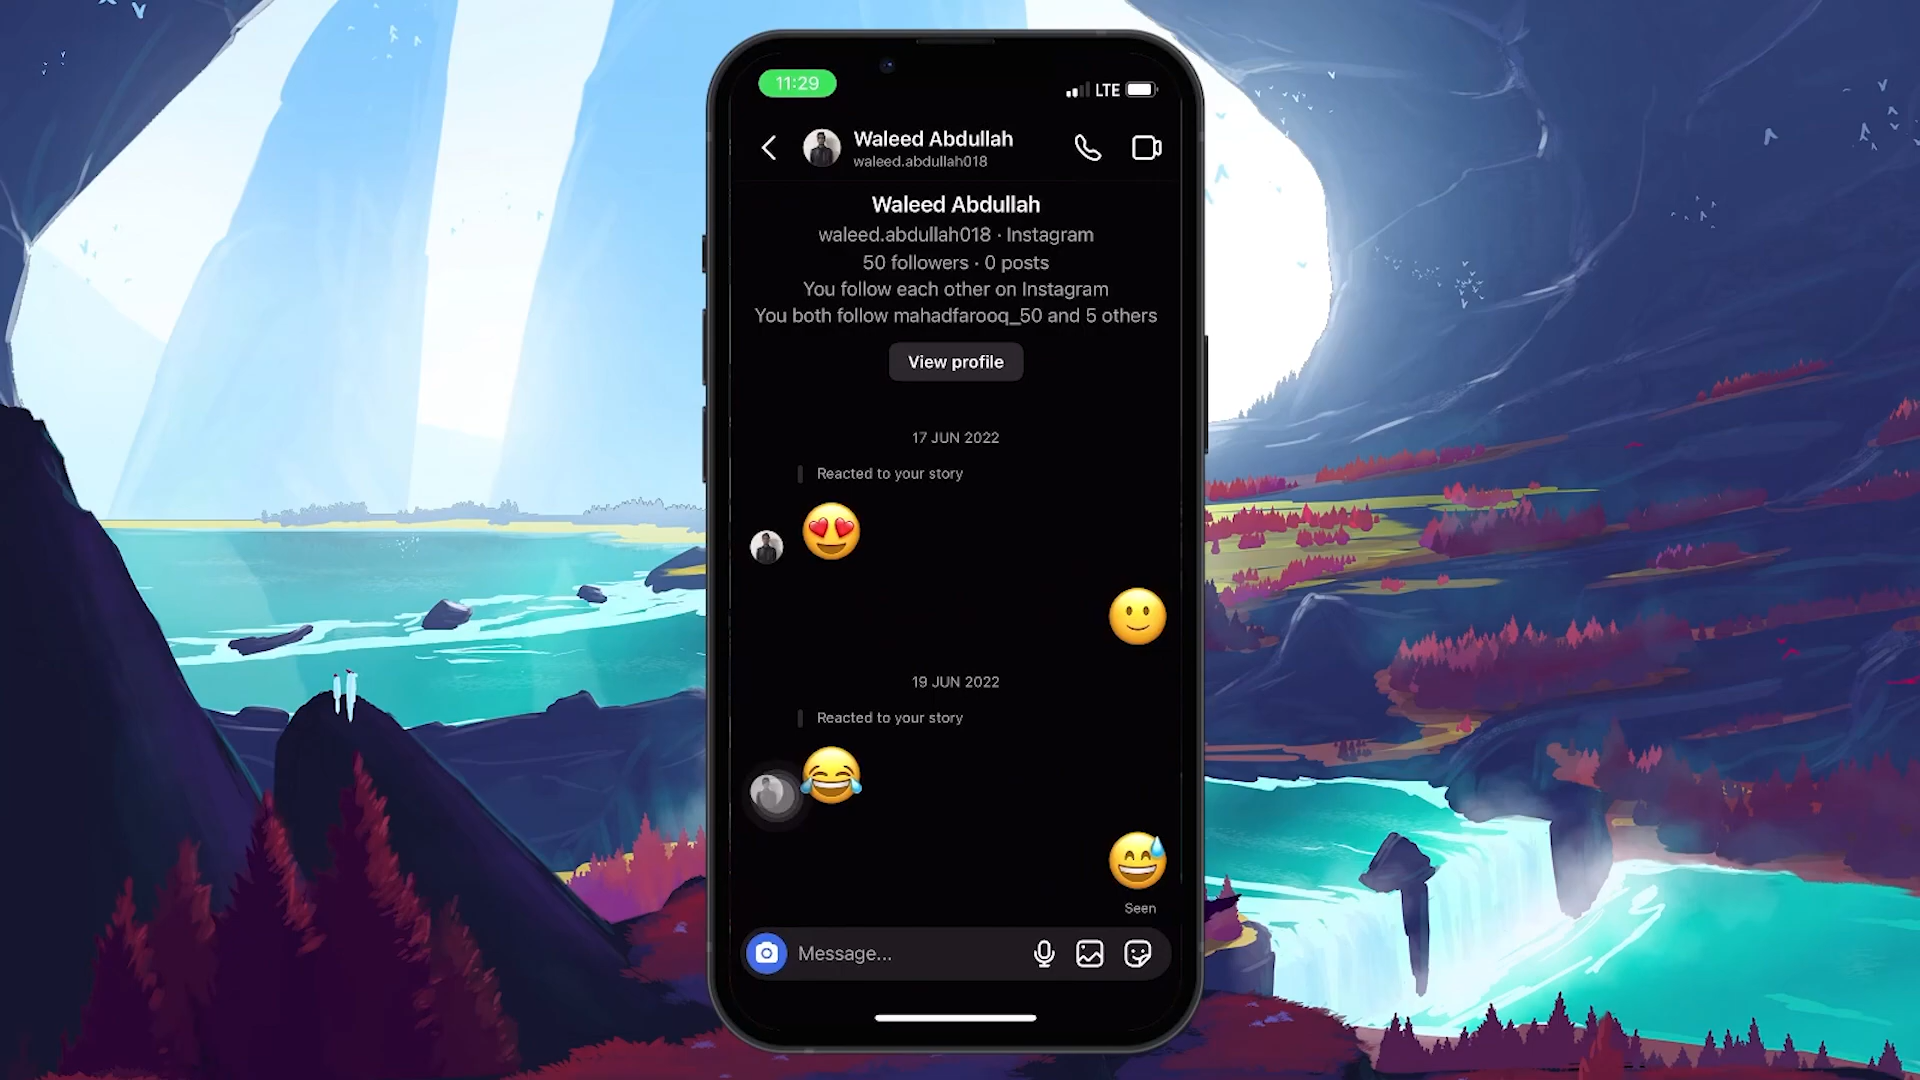 11:29
LTE
Waleed Abdullah
waleed.abdullah018
Waleed Abdullah
waleed.abdullah018 · Instagram
50 followers · 0 posts
You follow each other on Instagram
You both follow mahadfarooq_50 and 5 others
View profile
17 JUN 2022
Reacted to your story
19 JUN 2022
Reacted to your story
Seen
Message...